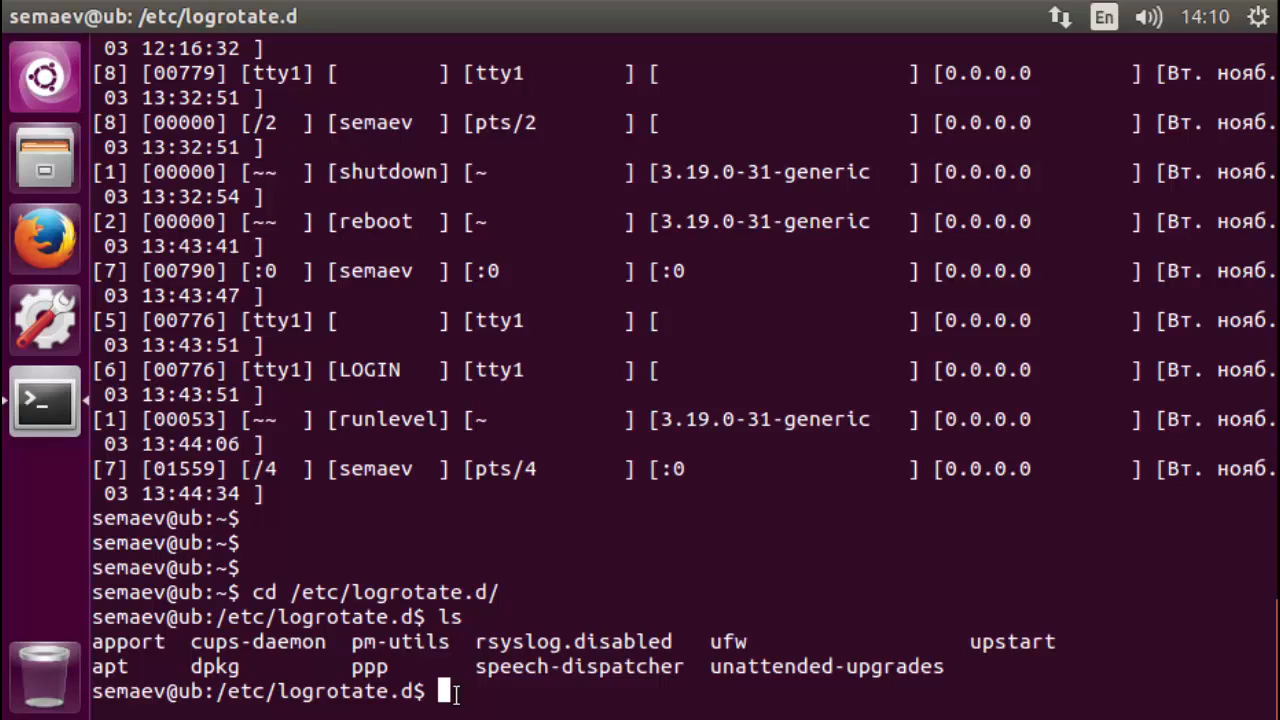 semaev@ub: /etc/logrotate.d
En
14:10
03 12:16:32 ]
[8] [00779] [tty1] [        ] [tty1        ] [                    ] [0.0.0.0        ] [Вт. нояб.
03 13:32:51 ]
[8] [00000] [/2  ] [semaev  ] [pts/2       ] [                    ] [0.0.0.0        ] [Вт. нояб.
03 13:32:51 ]
[1] [00000] [~~  ] [shutdown] [~           ] [3.19.0-31-generic   ] [0.0.0.0        ] [Вт. нояб.
03 13:32:54 ]
[2] [00000] [~~  ] [reboot  ] [~           ] [3.19.0-31-generic   ] [0.0.0.0        ] [Вт. нояб.
03 13:43:41 ]
[7] [00790] [:0  ] [semaev  ] [:0          ] [:0                  ] [0.0.0.0        ] [Вт. нояб.
03 13:43:47 ]
[5] [00776] [tty1] [        ] [tty1        ] [                    ] [0.0.0.0        ] [Вт. нояб.
03 13:43:51 ]
[6] [00776] [tty1] [LOGIN   ] [tty1        ] [                    ] [0.0.0.0        ] [Вт. нояб.
03 13:43:51 ]
[1] [00053] [~~  ] [runlevel] [~           ] [3.19.0-31-generic   ] [0.0.0.0        ] [Вт. нояб.
03 13:44:06 ]
[7] [01559] [/4  ] [semaev  ] [pts/4       ] [:0                  ] [0.0.0.0        ] [Вт. нояб.
03 13:44:34 ]
semaev@ub:~$
semaev@ub:~$
semaev@ub:~$
semaev@ub:~$ cd /etc/logrotate.d/
semaev@ub:/etc/logrotate.d$ ls
apport  cups-daemon  pm-utils  rsyslog.disabled   ufw                  upstart
apt     dpkg         ppp       speech-dispatcher  unattended-upgrades
semaev@ub:/etc/logrotate.d$